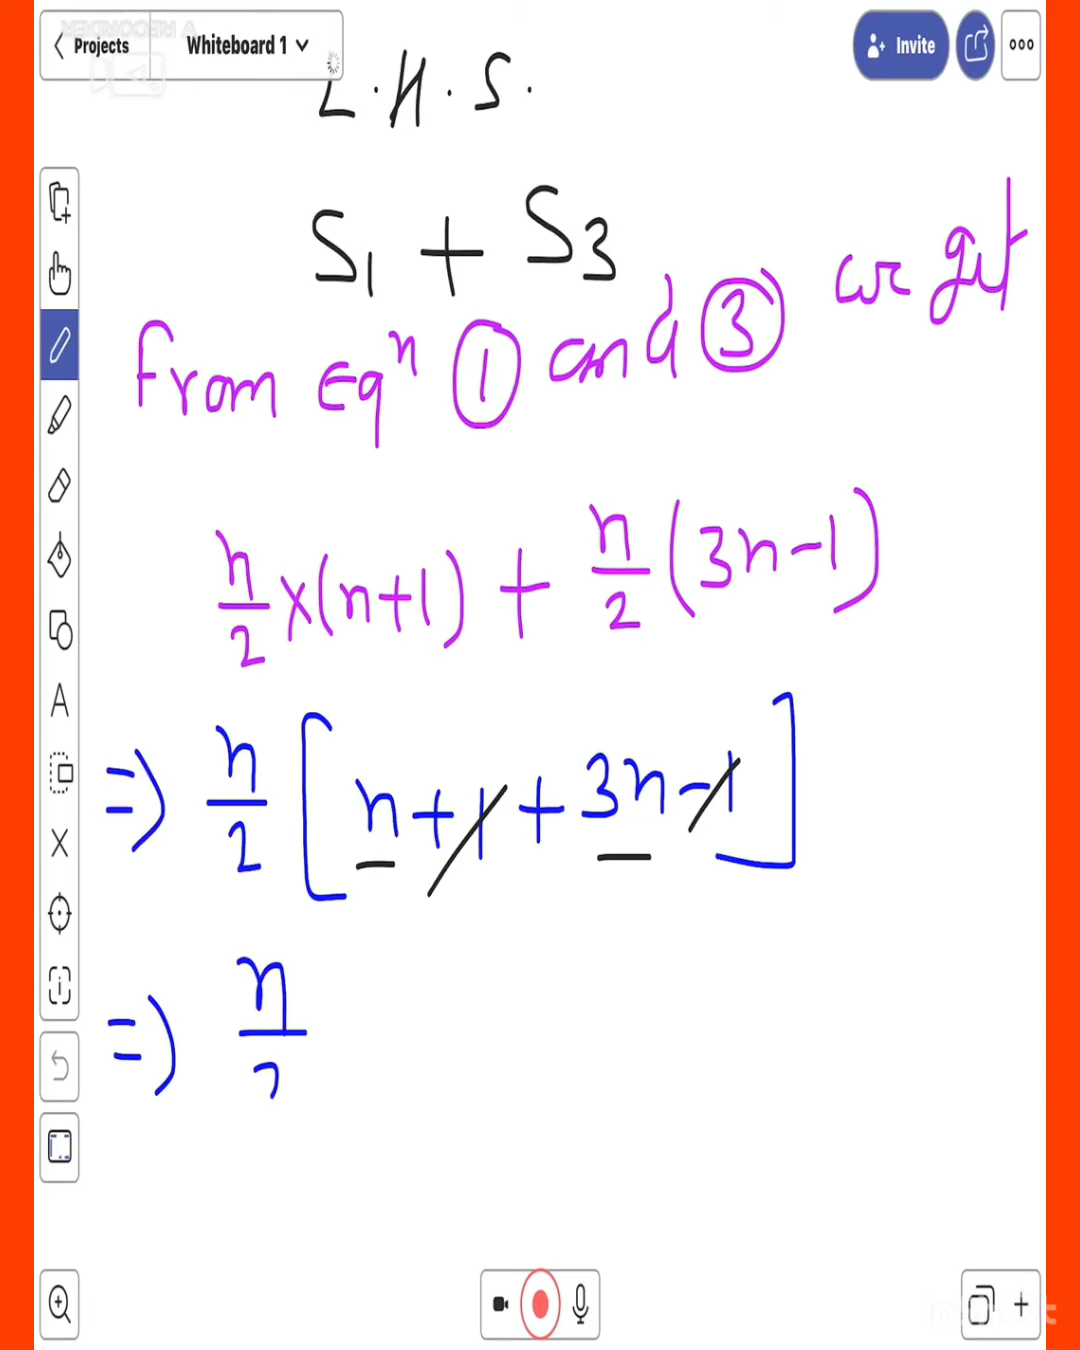 Projects Whiteboard 1 Invite
L.H.S.
S₁ + S₃
From Eqⁿ ① and ③ we get
n/2 x(n+1) + n/2 (3n-1)
=> n/2 [n+1+3n-1]
=> n/2